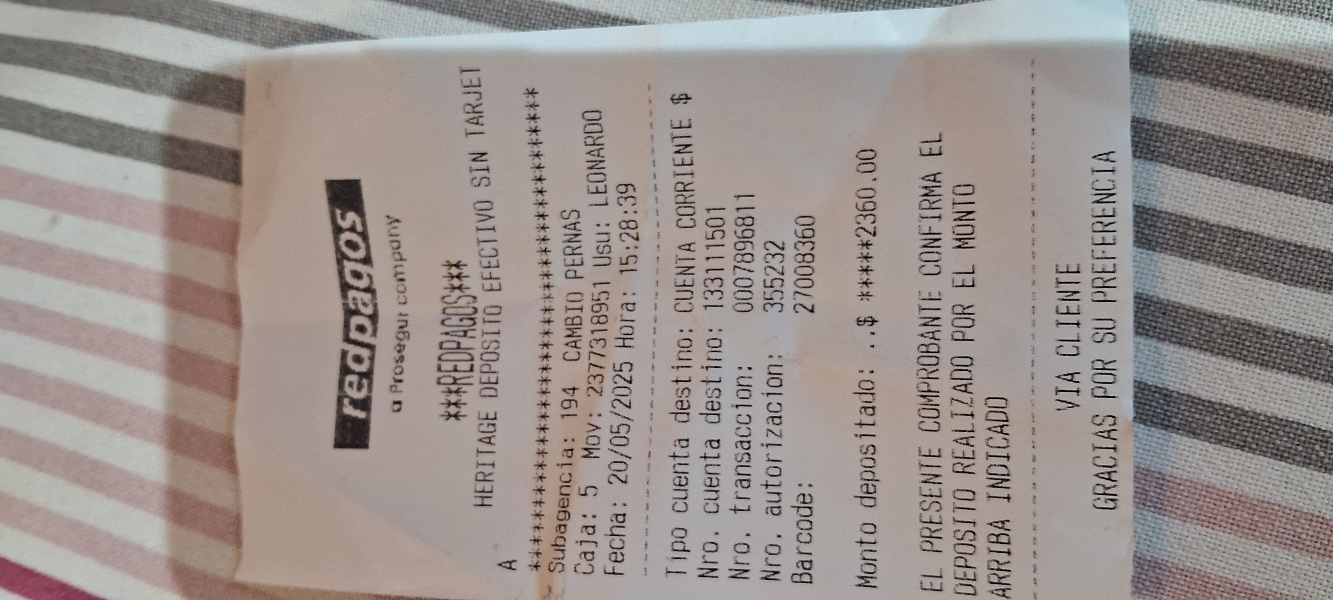 redpagos
a Prosegur company
***REDPAGOS***
HERITAGE DEPOSITO EFECTIVO SIN TARJET
A
************************************
Subagencia: 194 CAMBIO PERNAS
Caja: 5 Mov: 2377318951 Usu: LEONARDO
Fecha: 20/05/2025 Hora: 15:28:39
Tipo cuenta destino: CUENTA CORRIENTE $
Nro. cuenta destino: 133111501
Nro. transaccion: 00078968​11
Nro. autorizacion: 355232
Barcode: 27008360
Monto depositado: ..$ *****2360.00
EL PRESENTE COMPROBANTE CONFIRMA EL
DEPOSITO REALIZADO POR EL MONTO
ARRIBA INDICADO
VIA CLIENTE
GRACIAS POR SU PREFERENCIA